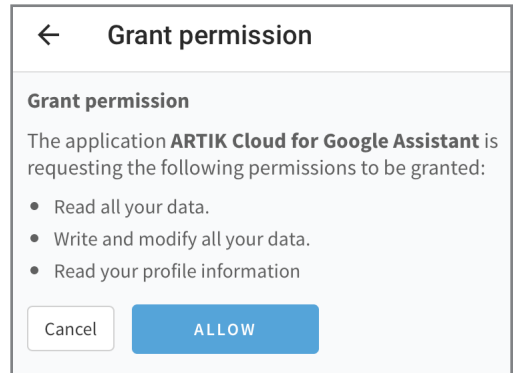 Grant permission
Grant permission
The application ARTIK Cloud for Google Assistant is
requesting the following permissions to be granted:
Read all your data.
Write and modify all your data.
Read your profile information
Cancel
ALLOW